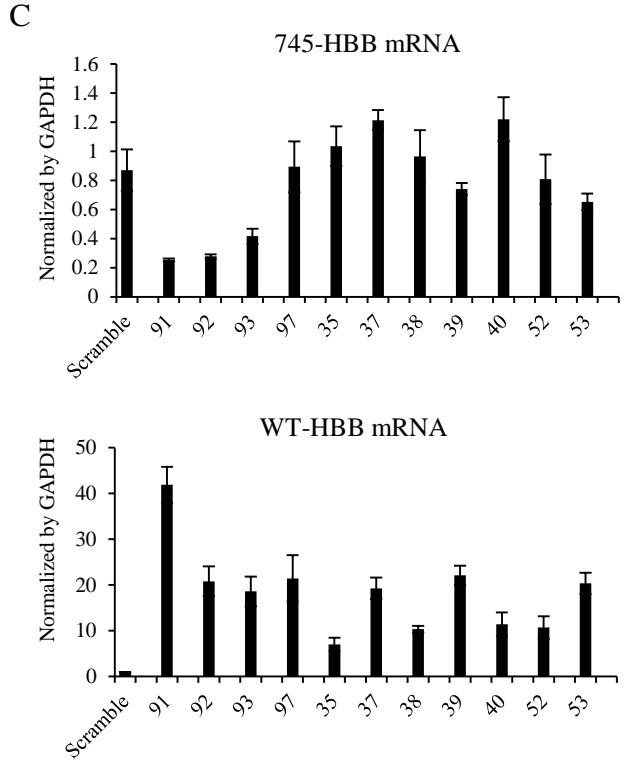 C
745-HBB mRNA
Normalized by GAPDH
1.6
1.4
1.2
1
0.8
0.6
0.4
0.2
0
Scramble 91 92 93 97 35 37 38 39 40 52 53
WT-HBB mRNA
Normalized by GAPDH
50
40
30
20
10
0
Scramble 91 92 93 97 35 37 38 39 40 52 53